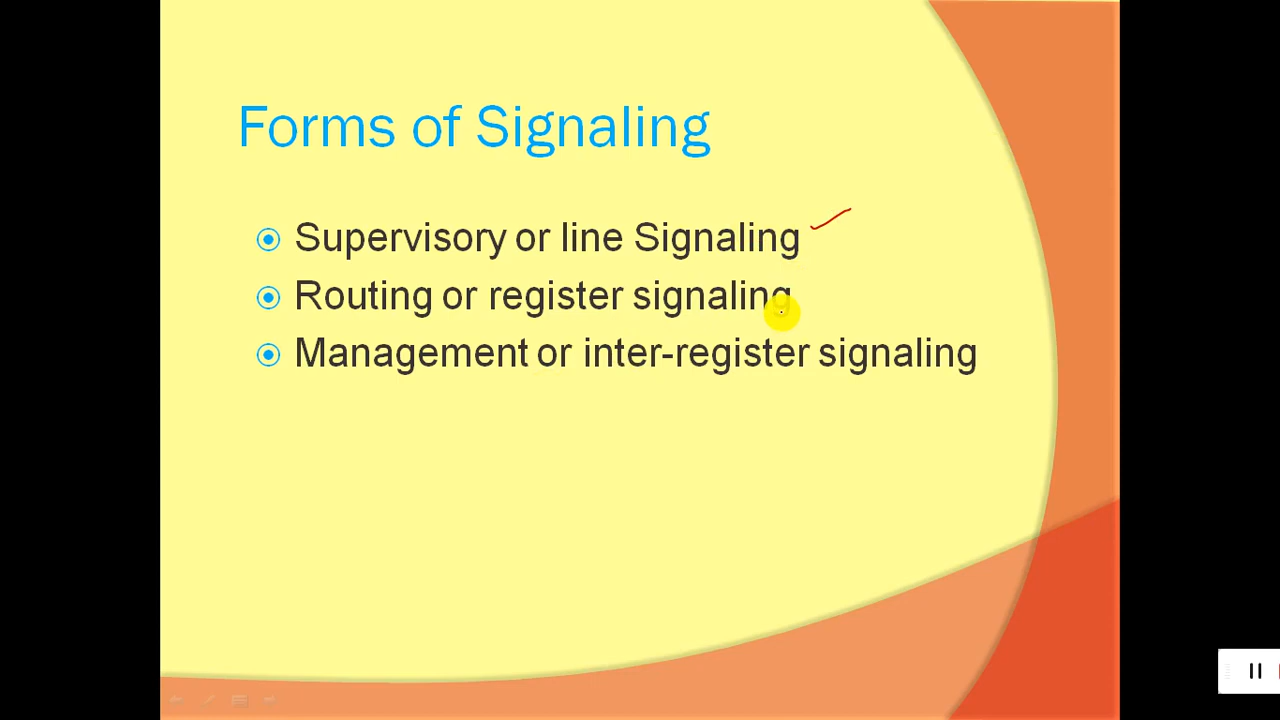 Forms of Signaling
Supervisory or line Signaling
Routing or register signaling
Management or inter-register signaling